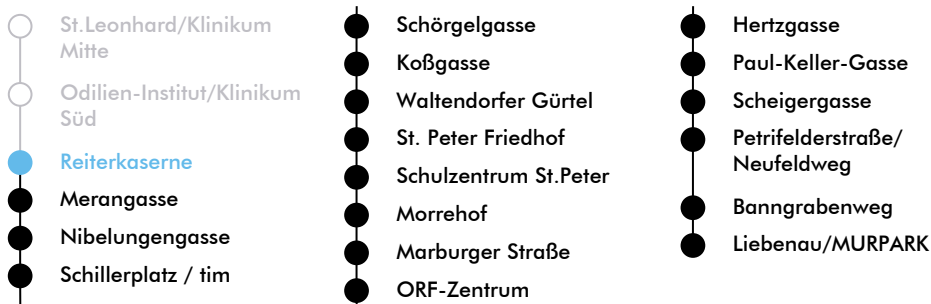 St.Leonhard/Klinikum
Mitte
Odilien-Institut/Klinikum
Süd
Reiterkaserne
Merangasse
Nibelungengasse
Schillerplatz / tim
Schörgelgasse
Koßgasse
Waltendorfer Gürtel
St. Peter Friedhof
Schulzentrum St.Peter
Morrehof
Marburger Straße
ORF-Zentrum
Hertzgasse
Paul-Keller-Gasse
Scheigergasse
Petrifelderstraße/
Neufeldweg
Banngrabenweg
Liebenau/MURPARK